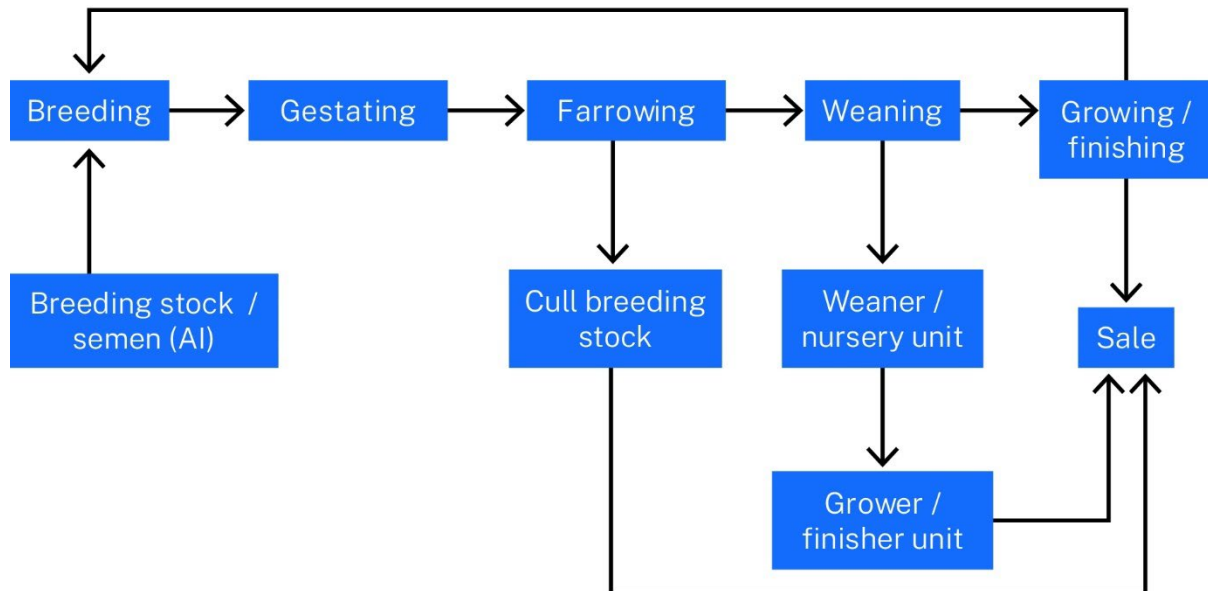 Breeding
Gestating
Farrowing
Weaning
Growing /
finishing
Breeding stock /
semen (AI)
Cull breeding
stock
Weaner /
nursery unit
Sale
Grower /
finisher unit